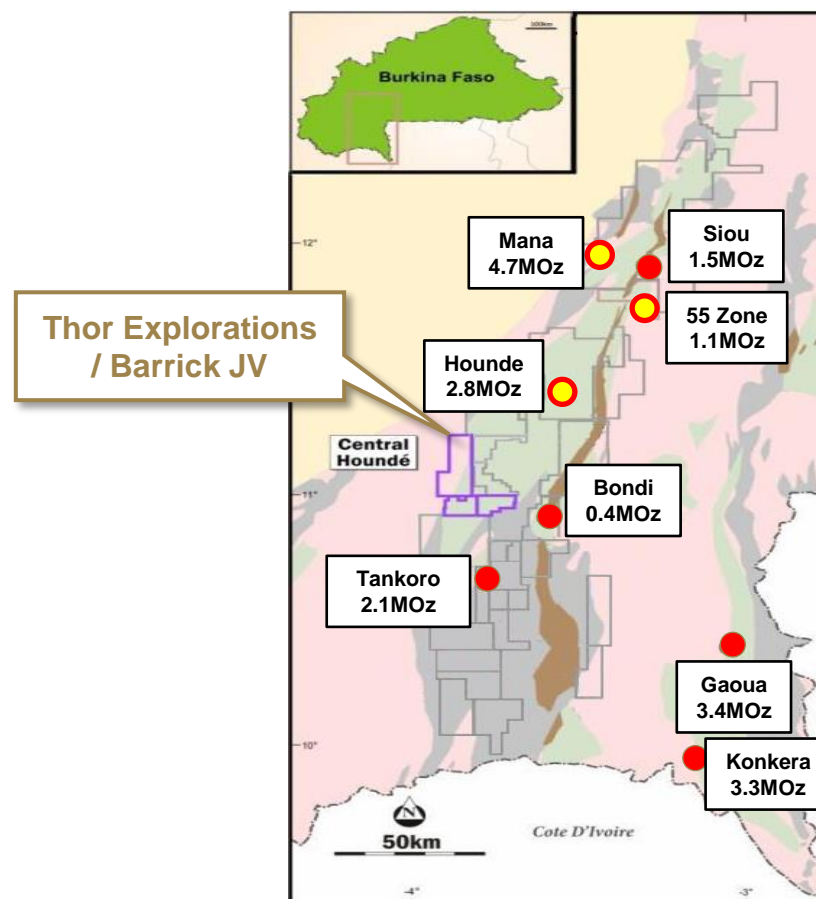 100km
Burkina Faso
12°
Mana
4.7MOz
Siou
1.5MOz
55 Zone
1.1MOz
Thor Explorations
/ Barrick JV
Hounde
2.8MOz
Central
Houndé
11°
Bondi
0.4MOz
Tankoro
2.1MOz
Gaoua
3.4MOz
10°
Konkera
3.3MOz
N
50km
Cote D'Ivoire
-4°
-3°